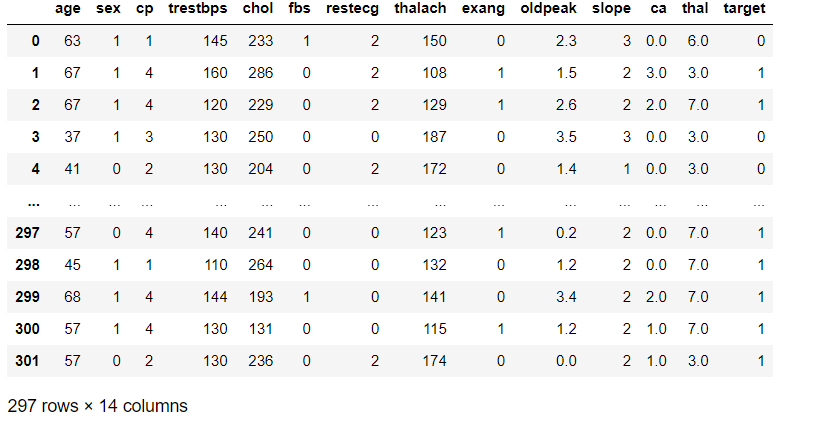 age sex cp trestbps chol fbs restecg thalach exang oldpeak slope ca thal target
0 63 1 1 145 233 1 2 150 0 2.3 3 0.0 6.0 0
1 67 1 4 160 286 0 2 108 1 1.5 2 3.0 3.0 1
2 67 1 4 120 229 0 2 129 1 2.6 2 2.0 7.0 1
3 37 1 3 130 250 0 0 187 0 3.5 3 0.0 3.0 0
4 41 0 2 130 204 0 2 172 0 1.4 1 0.0 3.0 0
... ... ... ... ... ... ... ... ... ... ... ... ... ... ...
297 57 0 4 140 241 0 0 123 1 0.2 2 0.0 7.0 1
298 45 1 1 110 264 0 0 132 0 1.2 2 0.0 7.0 1
299 68 1 4 144 193 1 0 141 0 3.4 2 2.0 7.0 1
300 57 1 4 130 131 0 0 115 1 1.2 2 1.0 7.0 1
301 57 0 2 130 236 0 2 174 0 0.0 2 1.0 3.0 1
297 rows × 14 columns